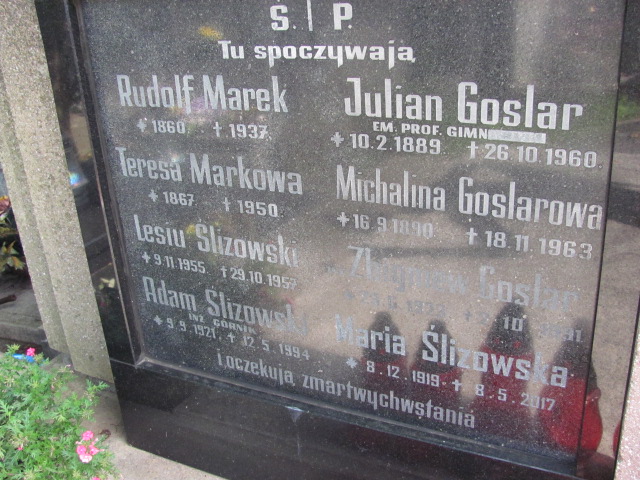 Ś. P.
Tu spoczywają
Rudolf Marek
* 1860 † 1937
Teresa Markowa
* 1867 † 1950
Lesiu Ślizowski
* 9.11.1955 † 29.10.1957
Adam Ślizowski
INŻ. GÓRNIK
* 9.9.1921 † 12.5.1994
Julian Goslar
EM. PROF. GIMN
* 10.2.1889 † 26.10.1960
Michalina Goslarowa
* 16.9.1890 † 18.11.1963
Zbigniew Goslar
Maria Ślizowska
* 8.12.1919 † 8.5.2017
i oczekują zmartwychwstania